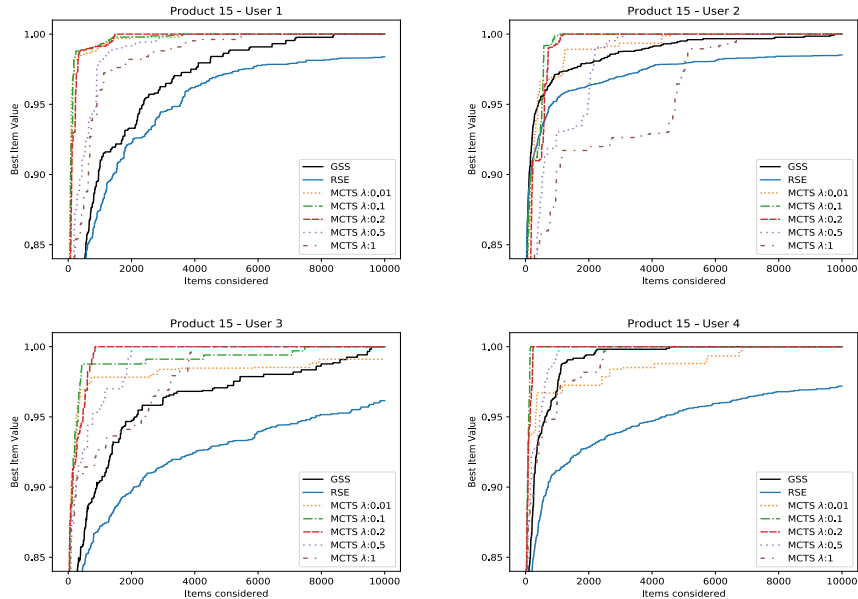 Product 15 - User 1
Best Item Value
1.00
0.95
0.90
0.85
GSS
RSE
MCTS λ:0.01
MCTS λ:0.1
MCTS λ:0.2
MCTS λ:0.5
MCTS λ:1
0 2000 4000 6000 8000 10000
Items considered
Product 15 - User 2
Best Item Value
1.00
0.95
0.90
0.85
GSS
RSE
MCTS λ:0.01
MCTS λ:0.1
MCTS λ:0.2
MCTS λ:0.5
MCTS λ:1
0 2000 4000 6000 8000 10000
Items considered
Product 15 - User 3
Best Item Value
1.00
0.95
0.90
0.85
GSS
RSE
MCTS λ:0.01
MCTS λ:0.1
MCTS λ:0.2
MCTS λ:0.5
MCTS λ:1
0 2000 4000 6000 8000 10000
Items considered
Product 15 - User 4
Best Item Value
1.00
0.95
0.90
0.85
GSS
RSE
MCTS λ:0.01
MCTS λ:0.1
MCTS λ:0.2
MCTS λ:0.5
MCTS λ:1
0 2000 4000 6000 8000 10000
Items considered